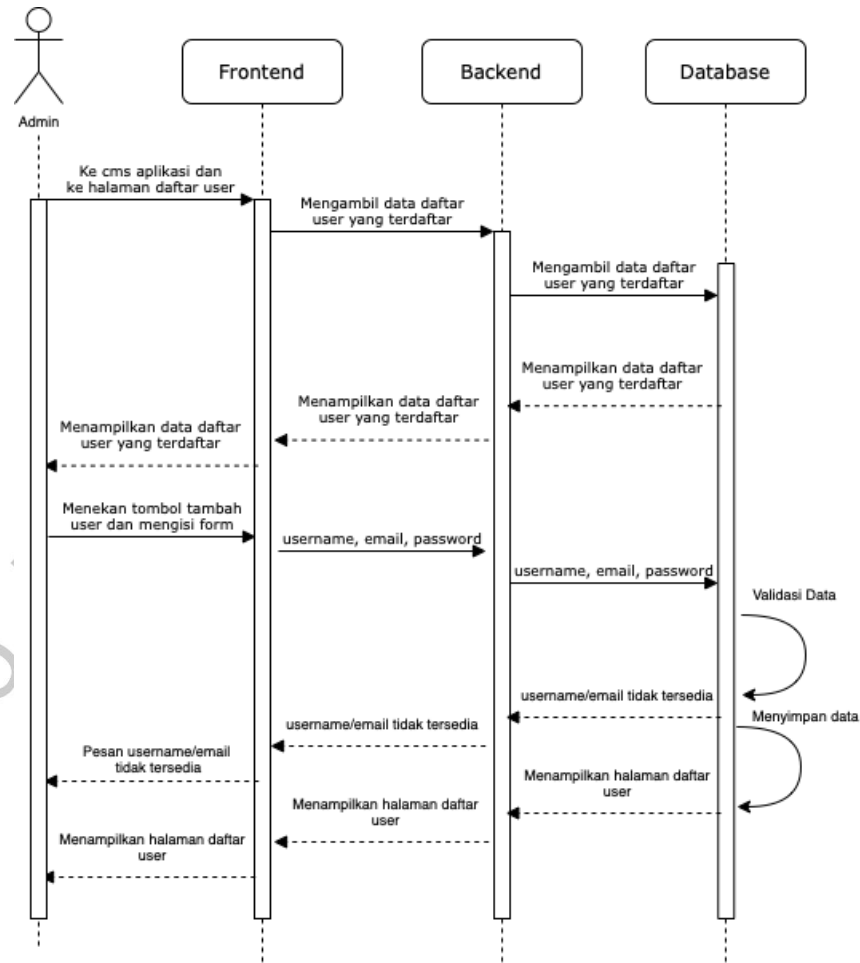 Frontend
Backend
Database
Admin
Ke cms aplikasi dan
ke halaman daftar user
Mengambil data daftar
user yang terdaftar
Mengambil data daftar
user yang terdaftar
Menampilkan data daftar
user yang terdaftar
Menampilkan data daftar
user yang terdaftar
Menampilkan data daftar
user yang terdaftar
Menekan tombol tambah
user dan mengisi form
username, email, password
username, email, password
Validasi Data
username/email tidak tersedia
Menyimpan data
username/email tidak tersedia
Pesan username/email
tidak tersedia
Menampilkan halaman daftar
user
Menampilkan halaman daftar
user
Menampilkan halaman daftar
user